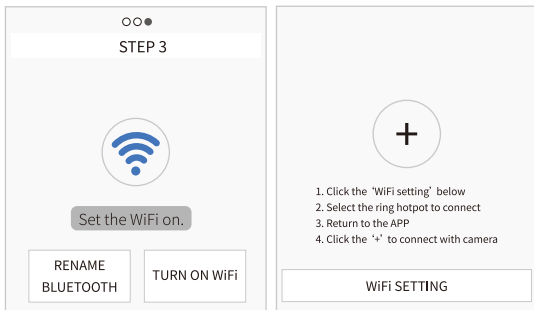 STEP 3
Set the WiFi on.
RENAME
BLUETOOTH
TURN ON WiFi
+
1. Click the ‘WiFi setting’ below
2. Select the ring hotpot to connect
3. Return to the APP
4. Click the ‘+’ to connect with camera
WiFi SETTING